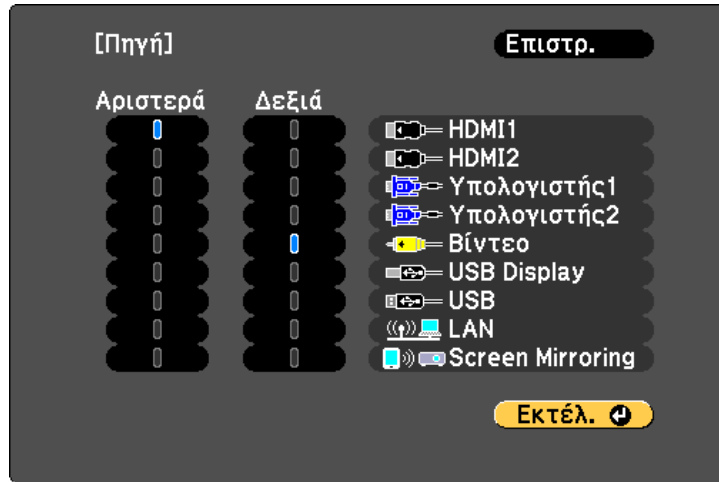 [Πηγή] Επιστρ.
Αριστερά Δεξιά
HDMI1
HDMI2
Υπολογιστής1
Υπολογιστής2
Βίντεο
USB Display
USB
LAN
Screen Mirroring
Εκτέλ.